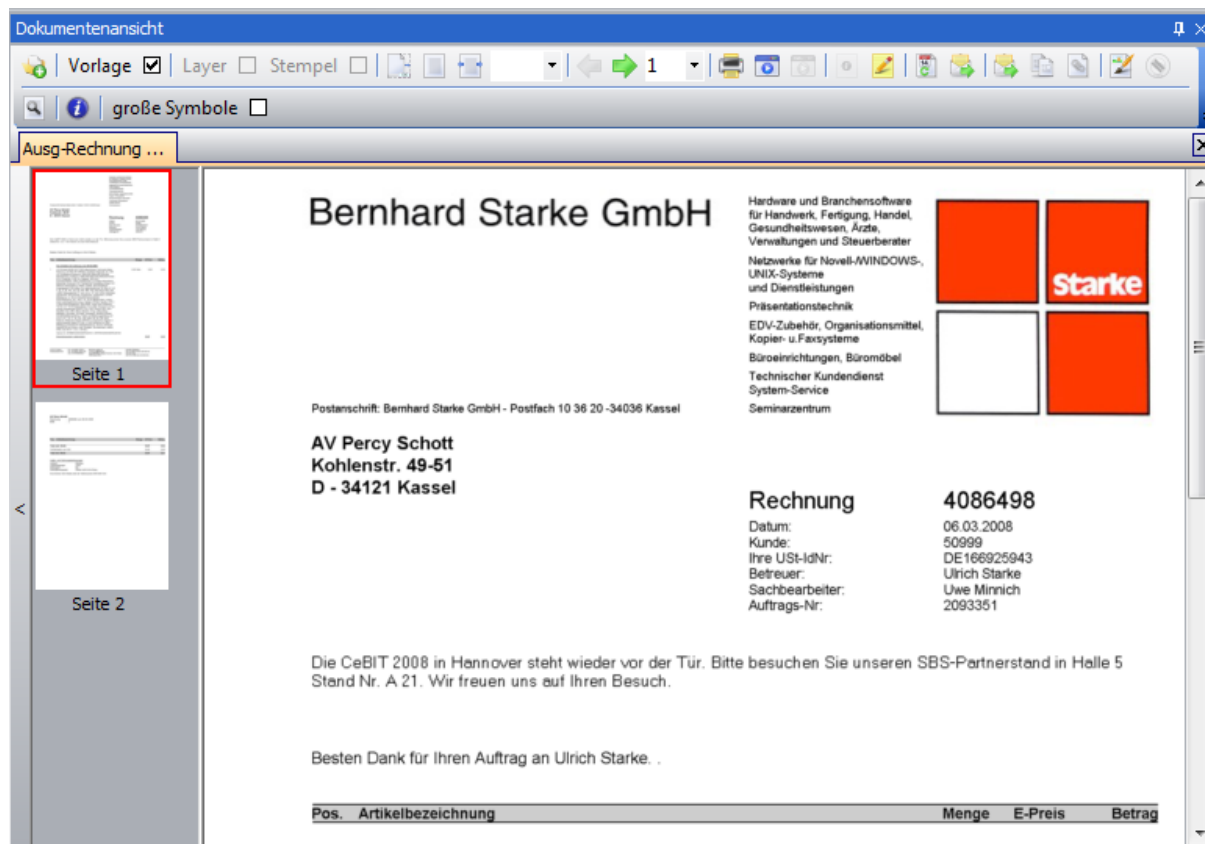 Dokumentenansicht
Vorlage Layer Stempel 1
große Symbole
Ausg-Rechnung ...
Seite 1
Seite 2
Bernhard Starke GmbH
Hardware und Branchensoftware
für Handwerk, Fertigung, Handel,
Gesundheitswesen, Ärzte,
Verwaltungen und Steuerberater
Netzwerke für Novell-/WINDOWS-,
UNIX-Systeme
und Dienstleistungen
Präsentationstechnik
EDV-Zubehör, Organisationsmittel,
Kopier- u.Faxsysteme
Büroeinrichtungen, Büromöbel
Technischer Kundendienst
System-Service
Seminarzentrum
Starke
Postanschrift: Bernhard Starke GmbH - Postfach 10 36 20 -34036 Kassel
AV Percy Schott
Kohlenstr. 49-51
D - 34121 Kassel
Rechnung 4086498
Datum: 06.03.2008
Kunde: 50999
Ihre USt-IdNr: DE166925943
Betreuer: Ulrich Starke
Sachbearbeiter: Uwe Minnich
Auftrags-Nr: 2093351
Die CeBIT 2008 in Hannover steht wieder vor der Tür. Bitte besuchen Sie unseren SBS-Partnerstand in Halle 5
Stand Nr. A 21. Wir freuen uns auf Ihren Besuch.
Besten Dank für Ihren Auftrag an Ulrich Starke. .
Pos. Artikelbezeichnung Menge E-Preis Betrag